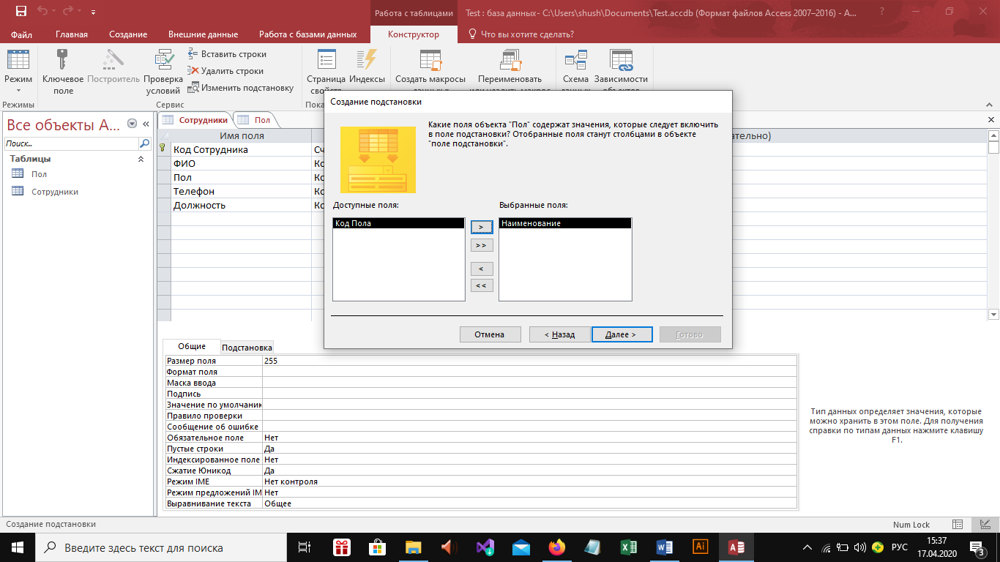 Работа с таблицами
Test : база данных- C:\Users\shush\Documents\Test.accdb (Формат файлов Access 2007–2016) - A...
?
Файл
Главная
Создание
Внешние данные
Работа с базами данных
Конструктор
Что вы хотите сделать?
Режим
Ключевое
поле
Построитель
Проверка
условий
Вставить строки
Удалить строки
Изменить подстановку
Страница
свойств
Индексы
Создать макросы
данных
Переименовать
или удалить макрос
Схема
данных
Зависимости
объектов
Режимы
Сервис
Пока
Все объекты A...
Поиск...
Таблицы
Пол
Сотрудники
Сотрудники
Пол
Имя поля
ательно)
Код Сотрудника
Сч
ФИО
Ко
Пол
Ко
Телефон
Ко
Должность
Ко
Создание подстановки
Какие поля объекта "Пол" содержат значения, которые следует включить
в поле подстановки? Отобранные поля станут столбцами в объекте
"поле подстановки".
Доступные поля:
Выбранные поля:
Код Пола
Наименование
>
>>
<
<<
Отмена
< Назад
Далее >
Готово
Общие
Подстановка
Размер поля
255
Формат поля
Маска ввода
Подпись
Значение по умолчани
Правило проверки
Сообщение об ошибке
Обязательное поле
Нет
Пустые строки
Да
Индексированное поле
Нет
Сжатие Юникод
Да
Режим IME
Нет контроля
Режим предложений IM
Нет
Выравнивание текста
Общее
Тип данных определяет значения, которые
можно хранить в этом поле. Для получения
справки по типам данных нажмите клавишу
F1.
Создание подстановки
Num Lock
Введите здесь текст для поиска
Ai
РУС
15:37
17.04.2020
3